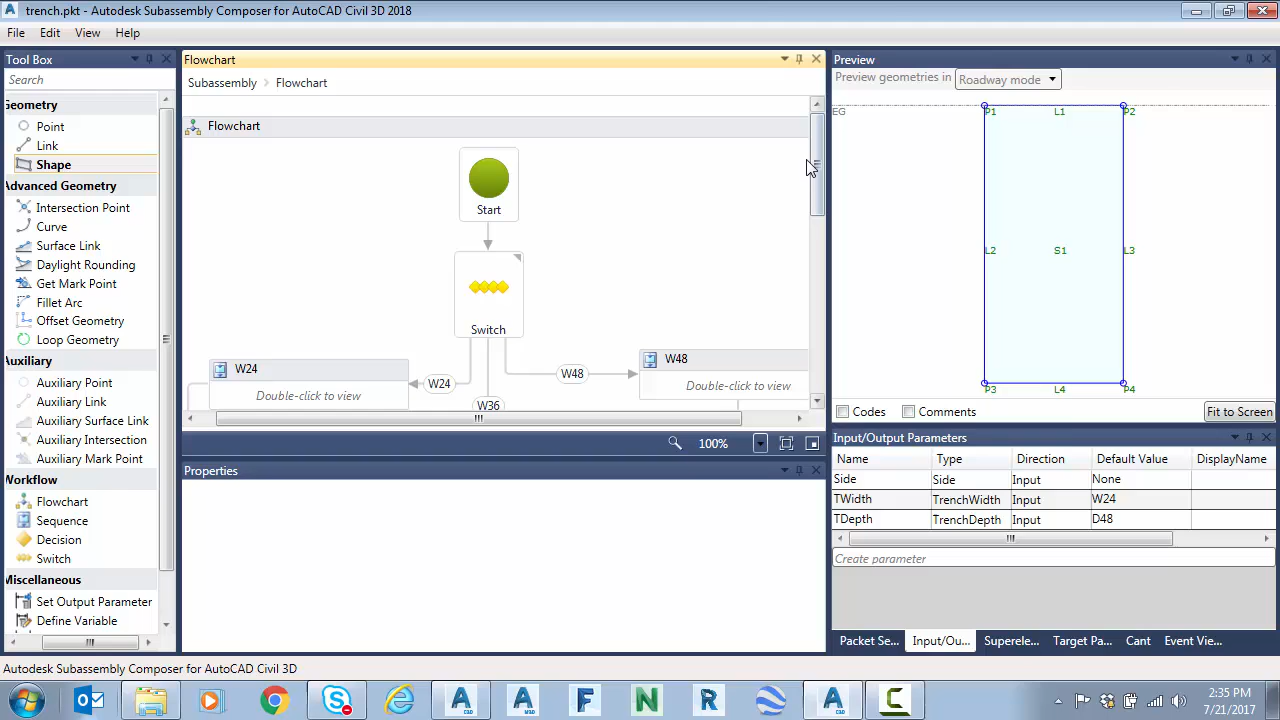 trench.pkt - Autodesk Subassembly Composer for AutoCAD Civil 3D 2018
File Edit View Help
Tool Box
Search
Geometry
Point
Link
Shape
Advanced Geometry
Intersection Point
Curve
Surface Link
Daylight Rounding
Get Mark Point
Fillet Arc
Offset Geometry
Loop Geometry
Auxiliary
Auxiliary Point
Auxiliary Link
Auxiliary Surface Link
Auxiliary Intersection
Auxiliary Mark Point
Workflow
Flowchart
Sequence
Decision
Switch
Miscellaneous
Set Output Parameter
Define Variable
Flowchart
Subassembly > Flowchart
Flowchart
Start
Switch
W24
Double-click to view
W24
W36
W48
W48
Double-click to view
100%
Properties
Preview
Preview geometries in Roadway mode
EG
P1 L1 P2
L2 S1 L3
P3 L4 P4
Codes Comments Fit to Screen
Input/Output Parameters
Name Type Direction Default Value DisplayName
Side Side Input None
TWidth TrenchWidth Input W24
TDepth TrenchDepth Input D48
Create parameter
Packet Se... Input/Ou... Superele... Target Pa... Cant Event Vie...
Autodesk Subassembly Composer for AutoCAD Civil 3D
2:35 PM
7/21/2017